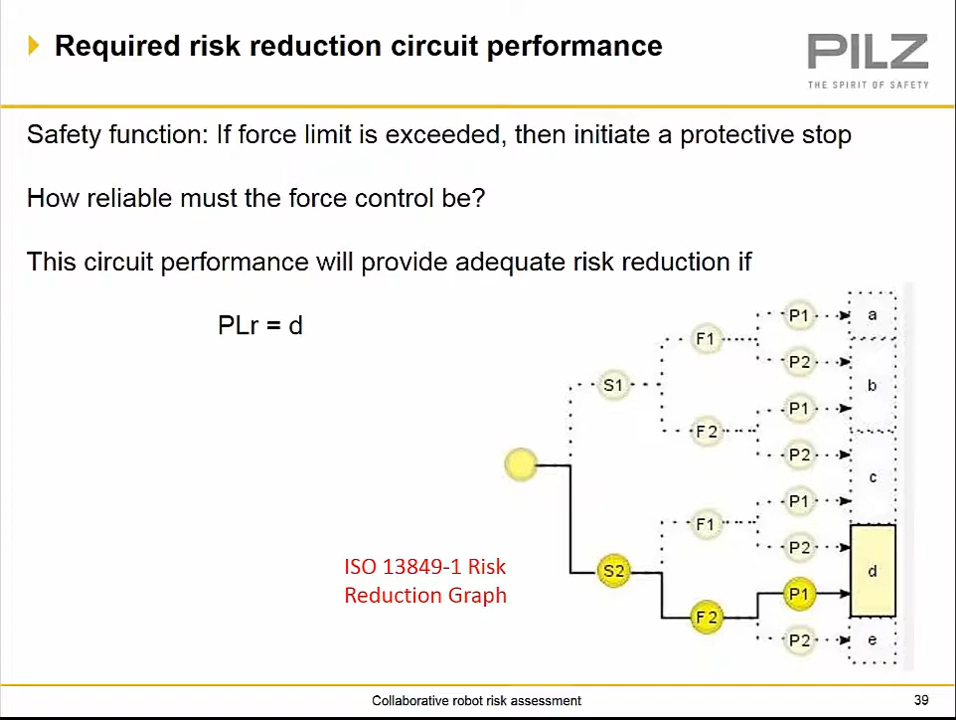 Required risk reduction circuit performance
PILZ
THE SPIRIT OF SAFETY
Safety function: If force limit is exceeded, then initiate a protective stop
How reliable must the force control be?
This circuit performance will provide adequate risk reduction if
PLr = d
P1
a
F1
P2
S1
b
P1
F2
P2
c
P1
F1
P2
ISO 13849-1 Risk
Reduction Graph
S2
d
P1
F2
P2
e
Collaborative robot risk assessment
39